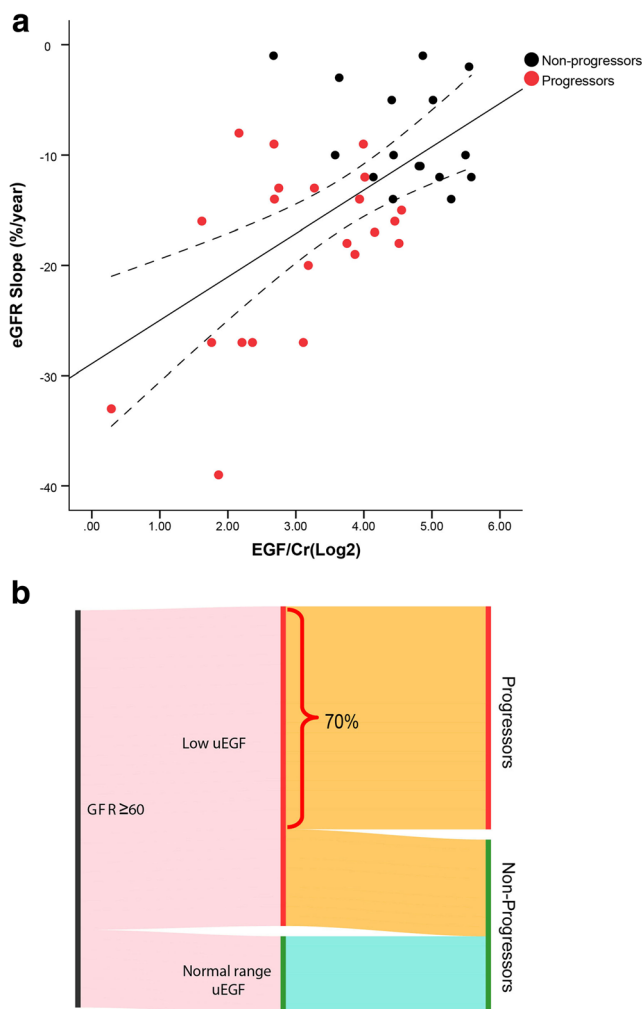 a
0
-10
-20
-30
-40
eGFR Slope (%/year)
.00 1.00 2.00 3.00 4.00 5.00 6.00
EGF/Cr(Log2)
Non-progressors
Progressors
b
GFR ≥60
Low uEGF
70%
Normal range
uEGF
Progressors
Non-Progressors